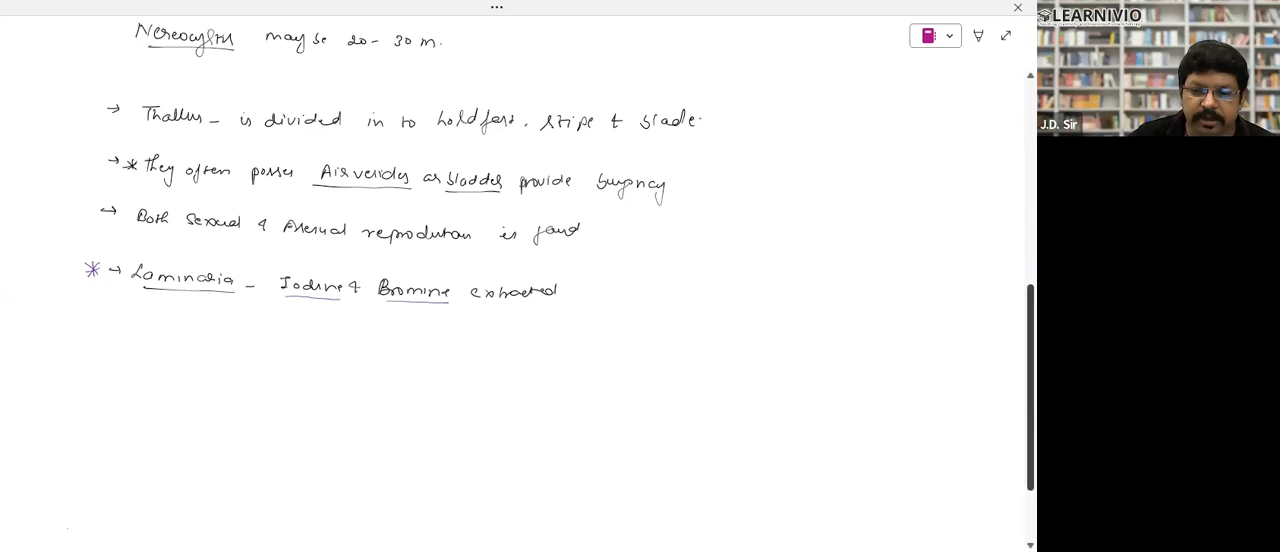 LEARNIVIO
Nereocystis may be 20 - 30 m.
J.D. Sir
→ Thallus - is divided in to holdfast, stipe & blade.
→ * they often posses Air vesicles or bladder provide buoyancy
→ Both sexual & Asexual reproduction is found
* → Laminaria - Iodine & Bromine extracted